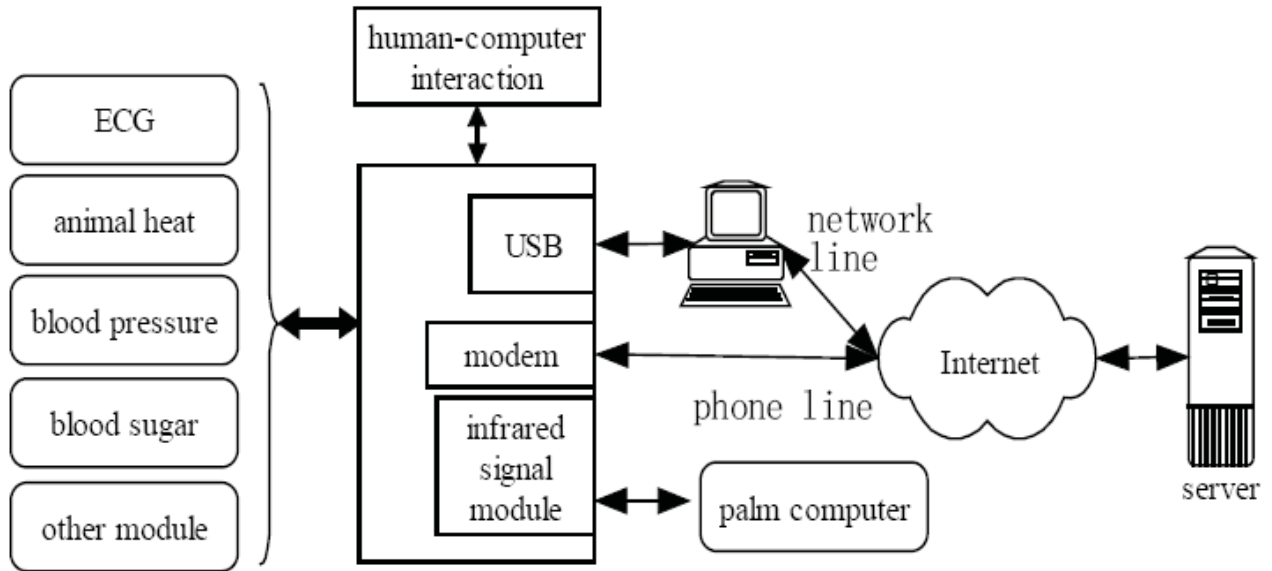 human-computer
interaction
ECG
animal heat
blood pressure
blood sugar
other module
USB
modem
infrared
signal
module
network
line
phone line
palm computer
Internet
server